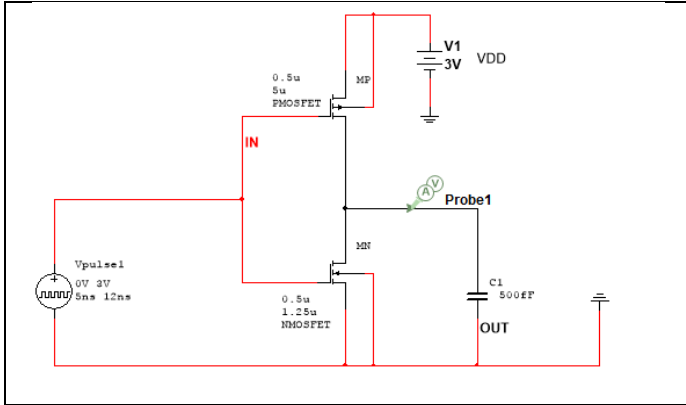 V1
3V
VDD
0.5u
5u
PMOSFET
MP
IN
A
V
Probe1
MN
Vpulse1
0V 3V
5ns 12ns
0.5u
1.25u
NMOSFET
C1
500fF
OUT